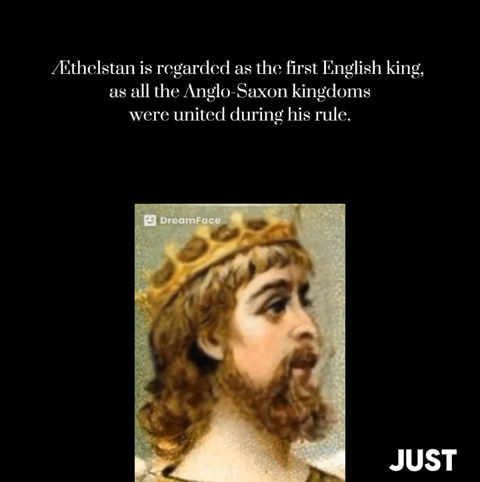 Æthelstan is regarded as the first English king,
as all the Anglo-Saxon kingdoms
were united during his rule.
DreamFace
JUST